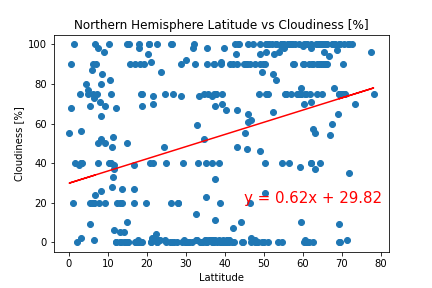 Northern Hemisphere Latitude vs Cloudiness [%]
100
80
60
40
20
0
Cloudiness [%]
y = 0.62x + 29.82
0 10 20 30 40 50 60 70 80
Lattitude